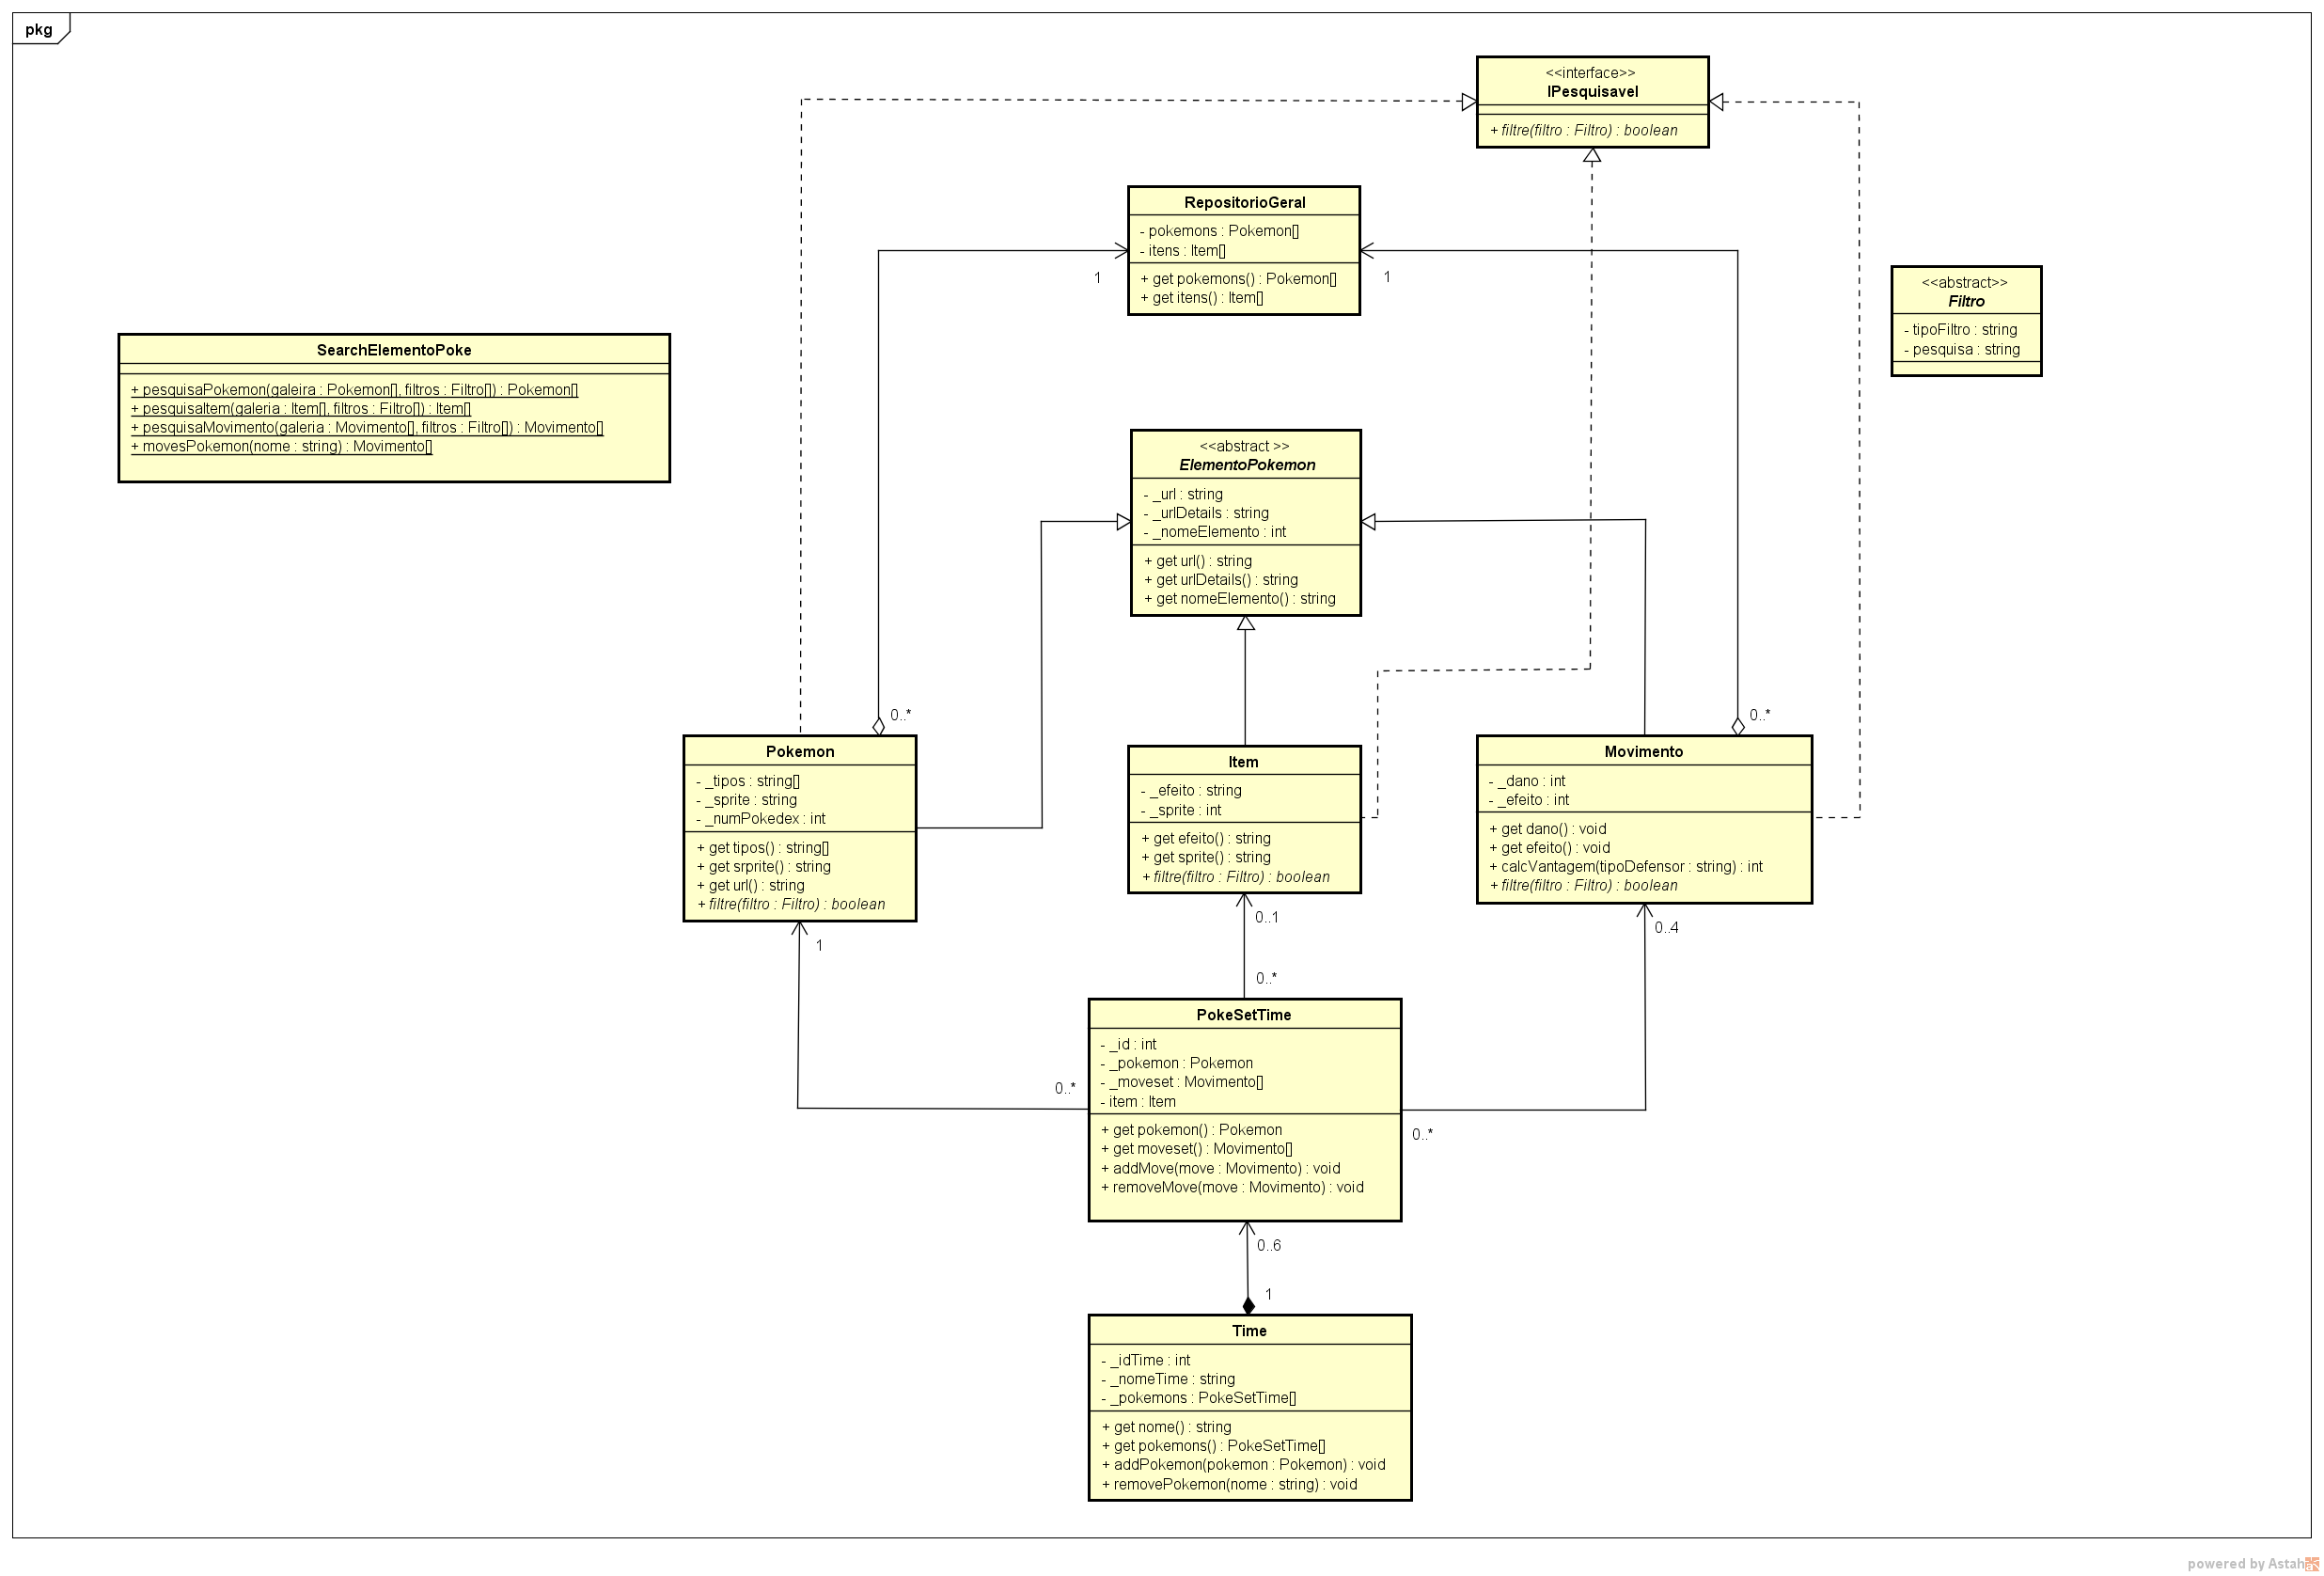 pkg
<<interface>>
IPesquisavel
+ filtre(filtro : Filtro) : boolean
RepositorioGeral
- pokemons : Pokemon[]
- itens : Item[]
+ get pokemons() : Pokemon[]
+ get itens() : Item[]
1
1
<<abstract>>
Filtro
- tipoFiltro : string
- pesquisa : string
SearchElementoPoke
+ pesquisaPokemon(galeira : Pokemon[], filtros : Filtro[]) : Pokemon[]
+ pesquisaItem(galeria : Item[], filtros : Filtro[]) : Item[]
+ pesquisaMovimento(galeria : Movimento[], filtros : Filtro[]) : Movimento[]
+ movesPokemon(nome : string) : Movimento[]
<<abstract >>
ElementoPokemon
- _url : string
- _urlDetails : string
- _nomeElemento : int
+ get url() : string
+ get urlDetails() : string
+ get nomeElemento() : string
0..*
0..*
Pokemon
- _tipos : string[]
- _sprite : string
- _numPokedex : int
+ get tipos() : string[]
+ get srprite() : string
+ get url() : string
+ filtre(filtro : Filtro) : boolean
Item
- _efeito : string
- _sprite : int
+ get efeito() : string
+ get sprite() : string
+ filtre(filtro : Filtro) : boolean
Movimento
- _dano : int
- _efeito : int
+ get dano() : void
+ get efeito() : void
+ calcVantagem(tipoDefensor : string) : int
+ filtre(filtro : Filtro) : boolean
1
0..1
0..4
0..*
0..*
0..*
PokeSetTime
- _id : int
- _pokemon : Pokemon
- _moveset : Movimento[]
- item : Item
+ get pokemon() : Pokemon
+ get moveset() : Movimento[]
+ addMove(move : Movimento) : void
+ removeMove(move : Movimento) : void
0..6
1
Time
- _idTime : int
- _nomeTime : string
- _pokemons : PokeSetTime[]
+ get nome() : string
+ get pokemons() : PokeSetTime[]
+ addPokemon(pokemon : Pokemon) : void
+ removePokemon(nome : string) : void
powered by Astah